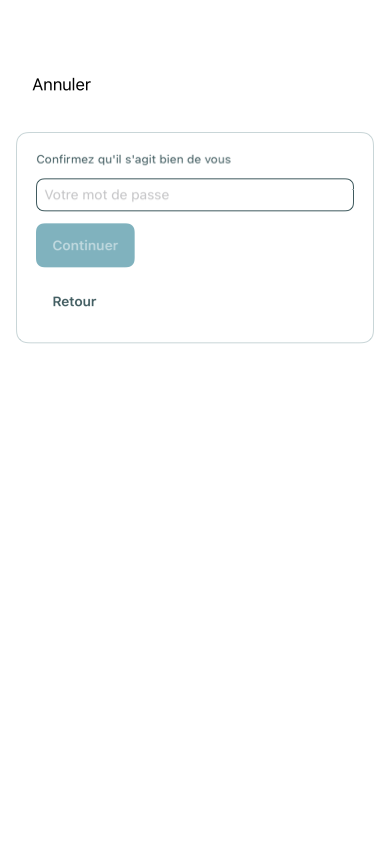 Annuler
Confirmez qu'il s'agit bien de vous
Votre mot de passe
Continuer
Retour